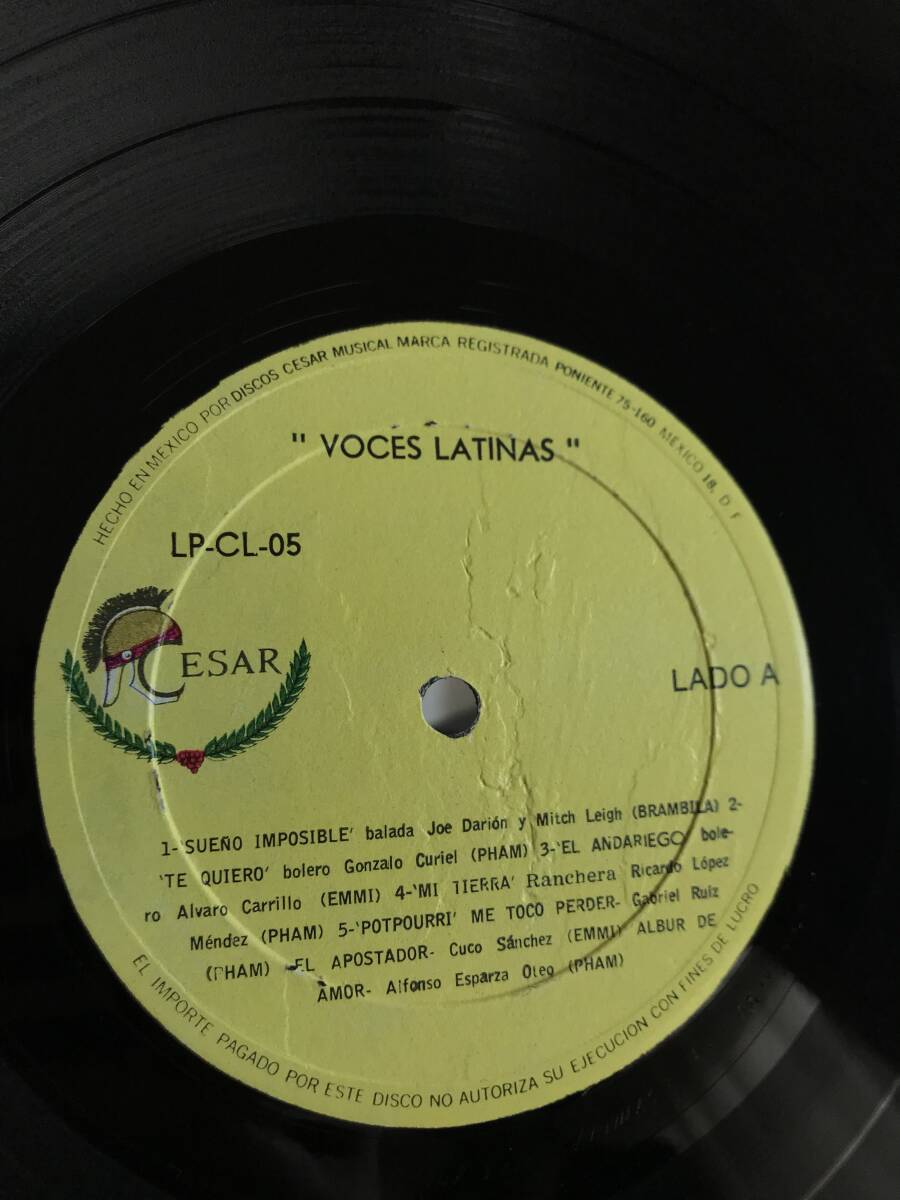 HECHO EN MEXICO POR DISCOS CESAR MUSICAL MARCA REGISTRADA PONIENTE 75-160 MEXICO 18, D F
" VOCES LATINAS "
LP-CL-05
CESAR
LADO A
1- SUEÑO IMPOSIBLE' balada Joe Darión y Mitch Leigh (BRAMBILA) 2-
'TE QUIERO' bolero Gonzalo Curiel (PHAM) 3-'EL ANDARIEGO bole-
ro Alvaro Carrillo (EMMI) 4-'MI TIERRA' Ranchera Ricardo López
Méndez (PHAM) 5-'POTPOURRI' ME TOCO PERDER- Gabriel Ruiz
(PHAM) EL APOSTADOR- Cuco Sánchez (EMMI) ALBUR DE
AMOR- Alfonso Esparza Oteo (PHAM)
EL IMPORTE PAGADO POR ESTE DISCO NO AUTORIZA SU EJECUCION CON FINES DE LUCRO